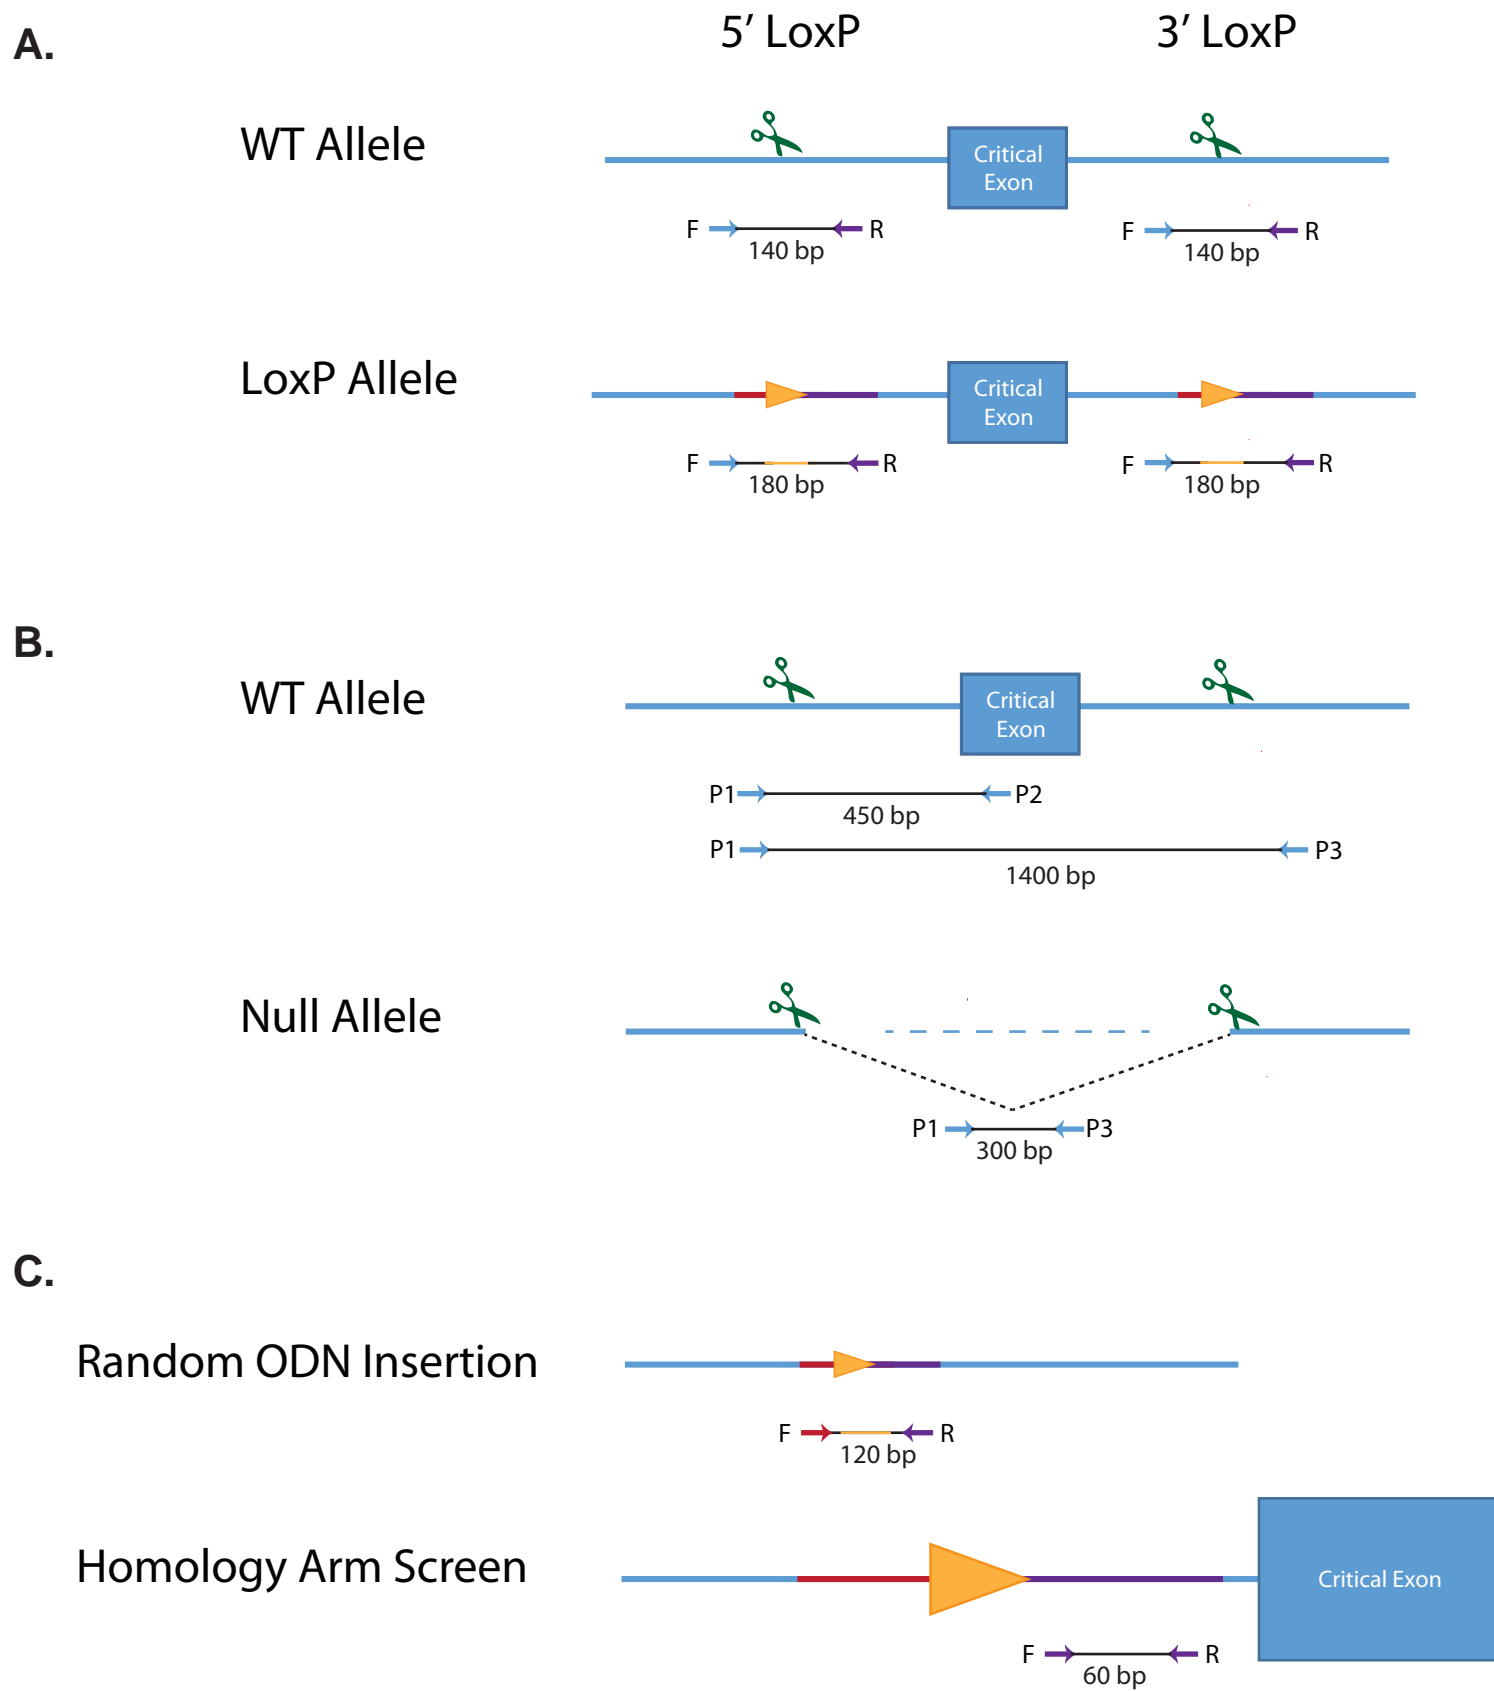 A.
5′ LoxP 3′ LoxP
WT Allele
Critical
Exon
F R F R
140 bp 140 bp
LoxP Allele
Critical
Exon
F R F R
180 bp 180 bp
B.
WT Allele
Critical
Exon
P1 P2
450 bp
P1 P3
1400 bp
Null Allele
P1 P3
300 bp
C.
Random ODN Insertion
F R
120 bp
Homology Arm Screen
Critical Exon
F R
60 bp